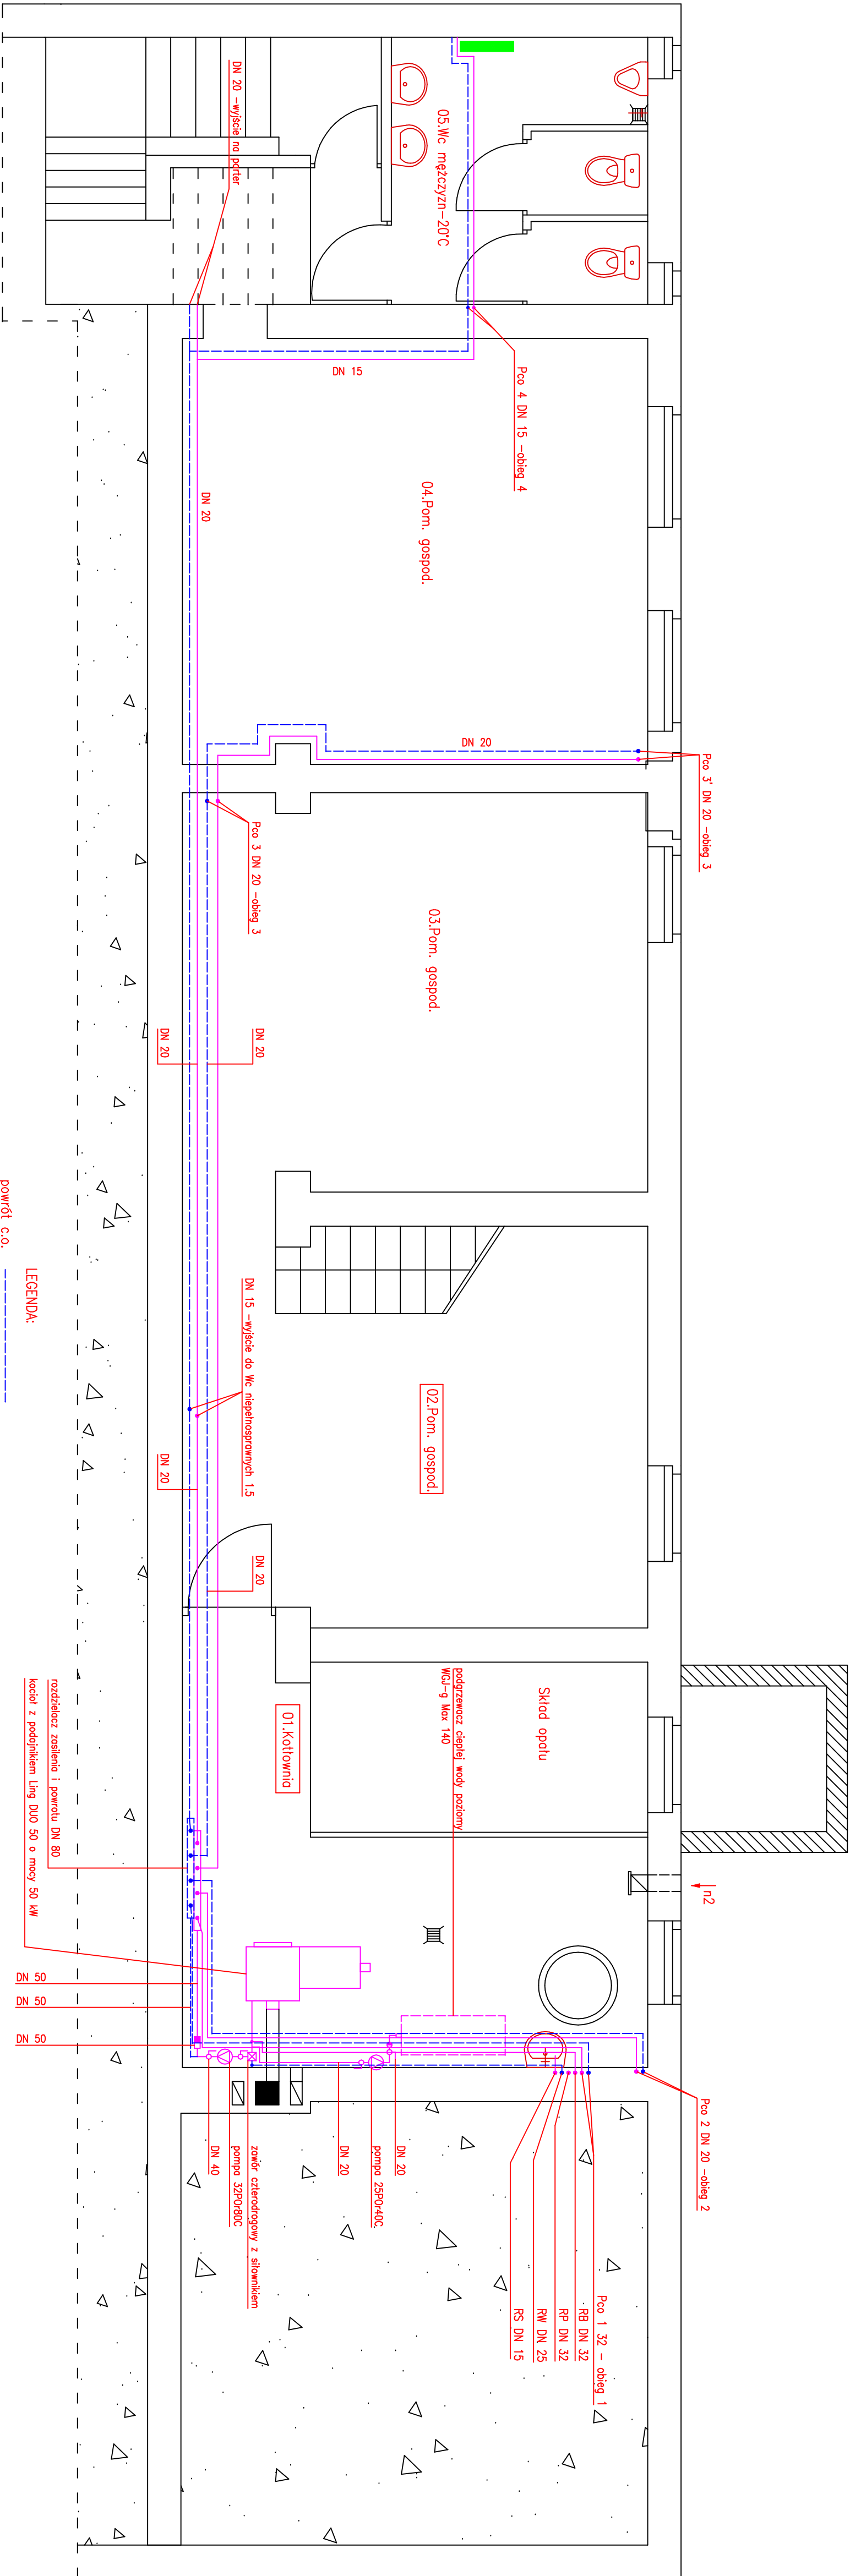 DN 20 -wyjście na parter
05.Wc mężczyzn-20°C
DN 15
Pco 4 DN 15 -obieg 4
04.Pom. gospod.
DN 20
DN 20
Pco 3' DN 20 -obieg 3
Pco 3 DN 20 -obieg 3
03.Pom. gospod.
DN 20
DN 20
DN 15 -wyjście do Wc niepełnosprawnych 1.5
02.Pom. gospod.
DN 20
DN 20
LEGENDA:
powrót c.o.
podgrzewacz ciepłej wody poziomy
WGJ-g Max 140
Skład opału
01.Kotłownia
rozdzielacz zasilenia i powrotu DN 80
kocioł z podajnikiem Ling DUO 50 o mocy 50 kW
n2
DN 50
DN 50
DN 50
Pco 2 DN 20 -obieg 2
DN 20
pompa 25POr40C
DN 20
zawór czterodrogowy z siłownikiem
pompa 32POr80C
DN 40
Pco 1 32 - obieg 1
RB DN 32
RP DN 32
RW DN 25
RS DN 15